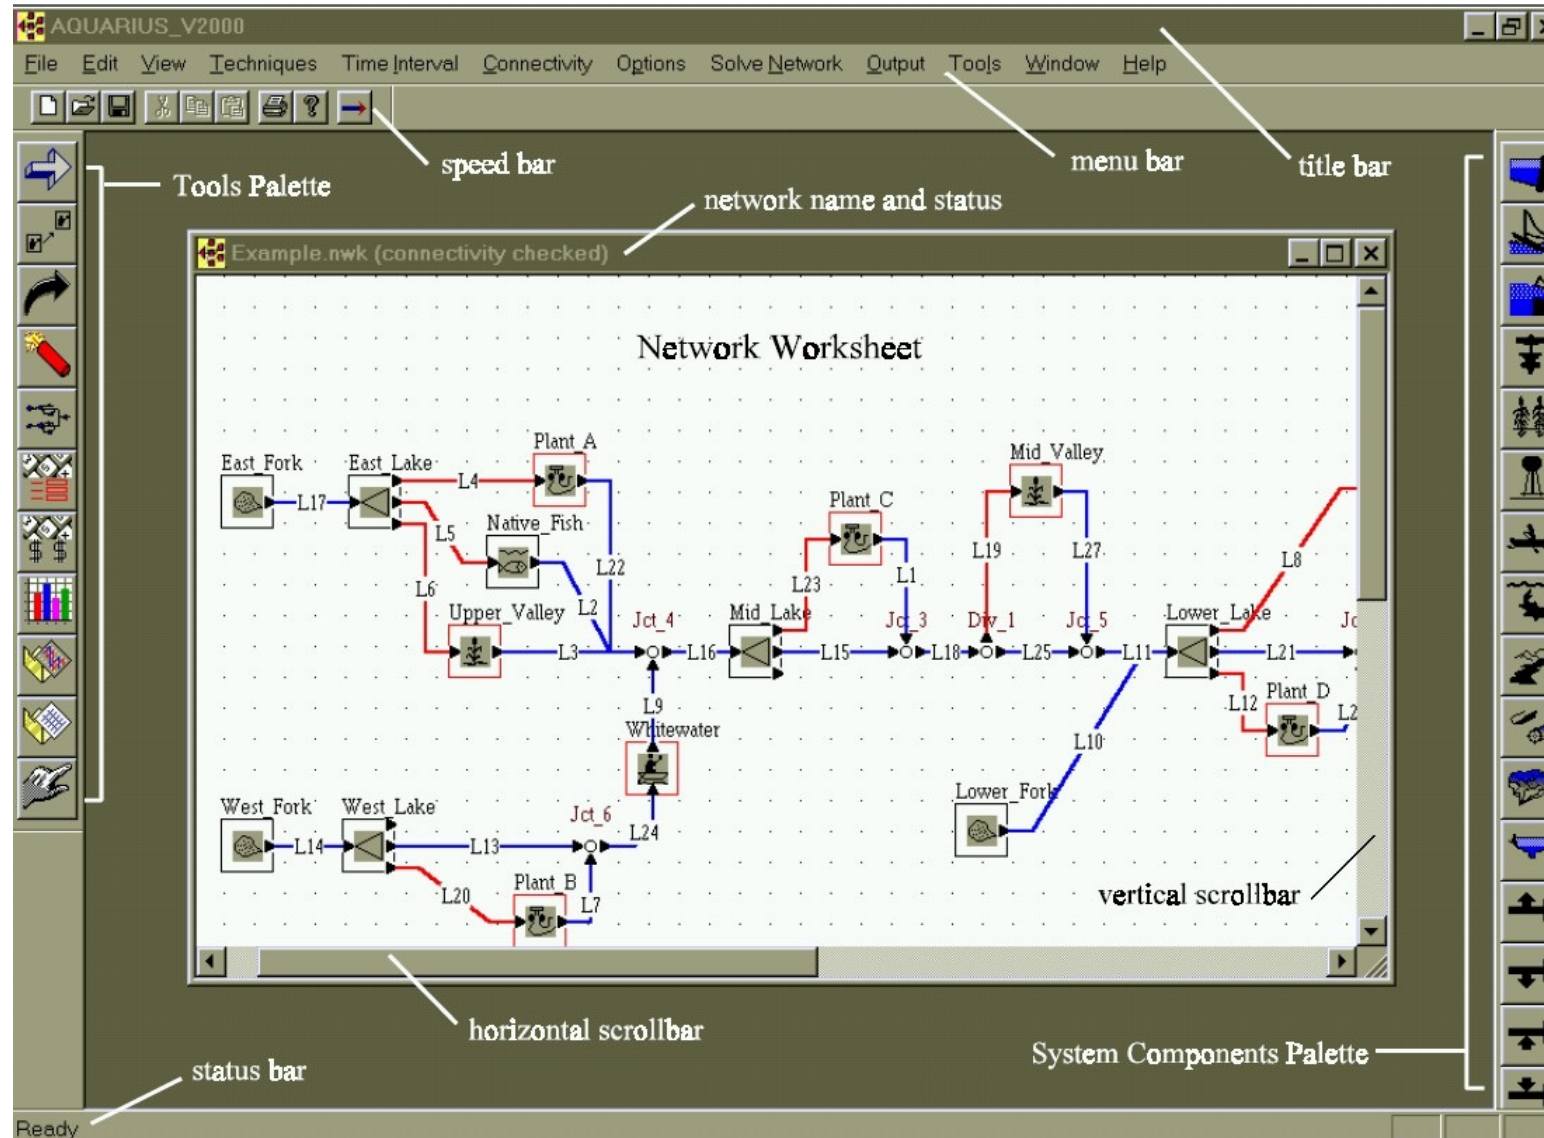 AQUARIUS_V2000
File Edit View Techniques Time Interval Connectivity Options Solve Network Output Tools Window Help
speed bar
menu bar
title bar
Tools Palette
network name and status
Example.nwk (connectivity checked)
Network Worksheet
Plant_A
Mid_Valley
East_Fork
East_Lake
L4
L17
Plant_C
L5
Native_Fish
L19
L27
L8
L22
L23
L1
L6
Upper_Valley
L2
Jct_4
Mid_Lake
Jct_3
Div_1
Jct_5
Lower_Lake
Jc
L3
L16
L15
L18
L25
L11
L21
L9
L12
Plant_D
L2
Whitewater
L10
Lower_Fork
West_Fork
West_Lake
Jct_6
L24
L14
L13
Plant_B
L20
L7
vertical scrollbar
horizontal scrollbar
System Components Palette
status bar
Ready